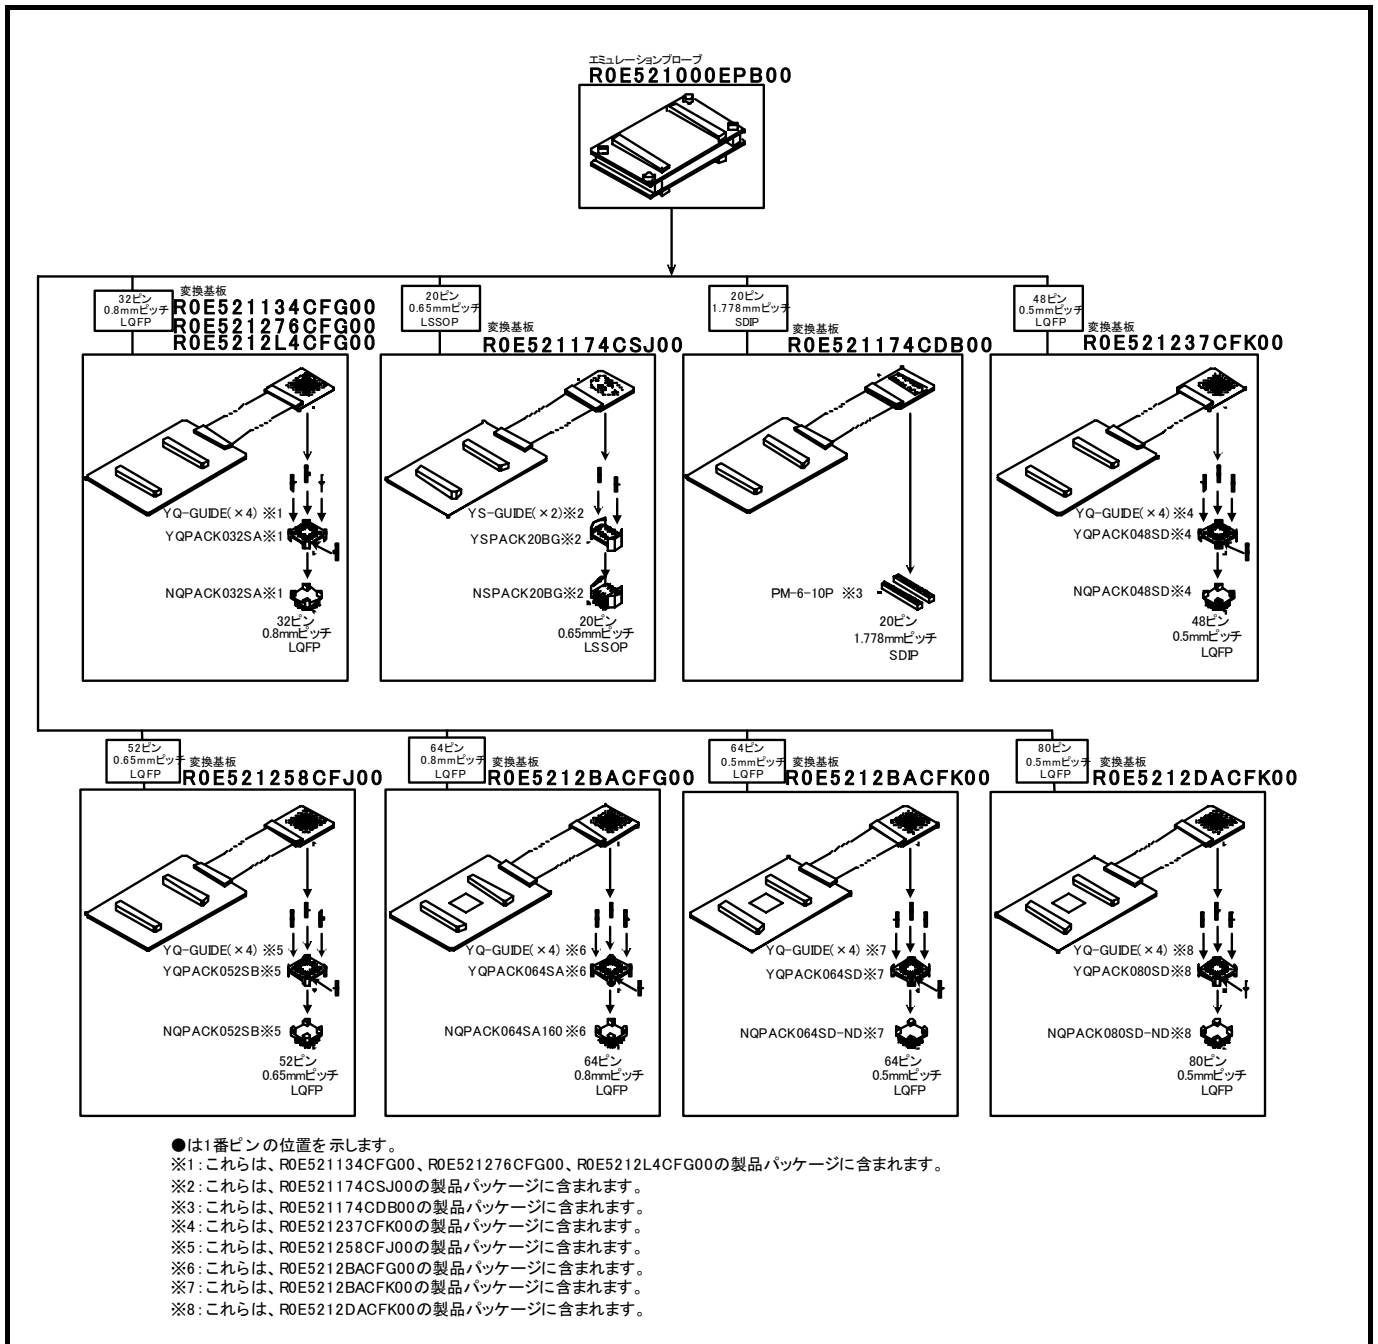 エミュレーションプローブ
R0E521000EPB00
32ピン
0.8mmピッチ
LQFP
変換基板
R0E521134CFG00
R0E521276CFG00
R0E5212L4CFG00
20ピン
0.65mmピッチ
LSSOP
変換基板
R0E521174CSJ00
20ピン
1.778mmピッチ
SDIP
変換基板
R0E521174CDB00
48ピン
0.5mmピッチ
LQFP
変換基板
R0E521237CFK00
YQ-GUIDE(×4) ※1
YQPACK032SA※1
NQPACK032SA※1
32ピン
0.8mmピッチ
LQFP
YS-GUIDE(×2)※2
YSPACK20BG※2
NSPACK20BG※2
20ピン
0.65mmピッチ
LSSOP
PM-6-10P ※3
20ピン
1.778mmピッチ
SDIP
YQ-GUIDE(×4) ※4
YQPACK048SD※4
NQPACK048SD※4
48ピン
0.5mmピッチ
LQFP
52ピン
0.65mmピッチ
LQFP
変換基板
R0E521258CFJ00
64ピン
0.8mmピッチ
LQFP
変換基板
R0E5212BACFG00
64ピン
0.5mmピッチ
LQFP
変換基板
R0E5212BACFK00
80ピン
0.5mmピッチ
LQFP
変換基板
R0E5212DACFK00
YQ-GUIDE(×4) ※5
YQPACK052SB※5
NQPACK052SB※5
52ピン
0.65mmピッチ
LQFP
YQ-GUIDE(×4) ※6
YQPACK064SA※6
NQPACK064SA160 ※6
64ピン
0.8mmピッチ
LQFP
YQ-GUIDE(×4) ※7
YQPACK064SD※7
NQPACK064SD-ND※7
64ピン
0.5mmピッチ
LQFP
YQ-GUIDE(×4) ※8
YQPACK080SD※8
NQPACK080SD-ND※8
80ピン
0.5mmピッチ
LQFP
●は1番ピンの位置を示します。
※1:これらは、R0E521134CFG00、R0E521276CFG00、R0E5212L4CFG00の製品パッケージに含まれます。
※2:これらは、R0E521174CSJ00の製品パッケージに含まれます。
※3:これらは、R0E521174CDB00の製品パッケージに含まれます。
※4:これらは、R0E521237CFK00の製品パッケージに含まれます。
※5:これらは、R0E521258CFJ00の製品パッケージに含まれます。
※6:これらは、R0E5212BACFG00の製品パッケージに含まれます。
※7:これらは、R0E5212BACFK00の製品パッケージに含まれます。
※8:これらは、R0E5212DACFK00の製品パッケージに含まれます。